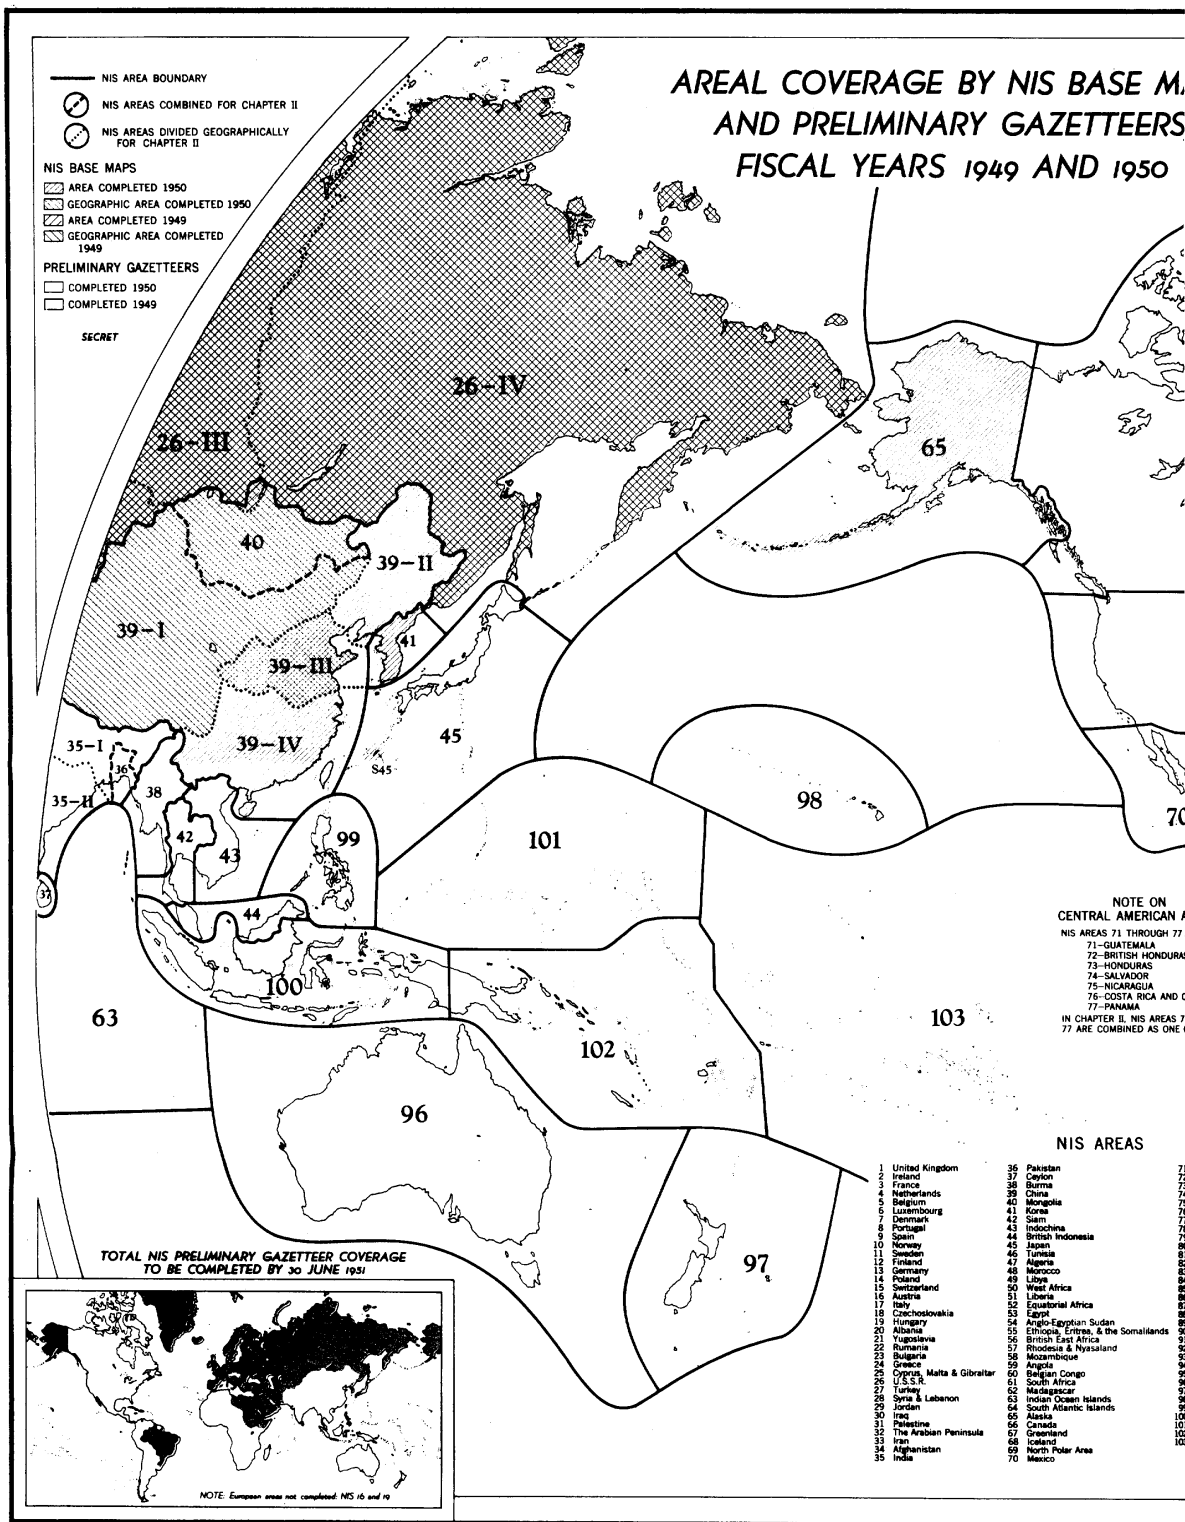 AREAL COVERAGE BY NIS BASE MA
AND PRELIMINARY GAZETTEERS,
FISCAL YEARS 1949 AND 1950
NIS AREA BOUNDARY
NIS AREAS COMBINED FOR CHAPTER II
NIS AREAS DIVIDED GEOGRAPHICALLY
FOR CHAPTER II
NIS BASE MAPS
AREA COMPLETED 1950
GEOGRAPHIC AREA COMPLETED 1950
AREA COMPLETED 1949
GEOGRAPHIC AREA COMPLETED
1949
PRELIMINARY GAZETTEERS
COMPLETED 1950
COMPLETED 1949
SECRET
26-IV
26-III
65
40
39-II
39-I
41
39-III
35-I
39-IV
45
S45
36
35-II
38
98
70
42
43
99
101
37
44
100
63
102
103
96
97
NOTE ON
CENTRAL AMERICAN A
NIS AREAS 71 THROUGH 77
71-GUATEMALA
72-BRITISH HONDURAS
73-HONDURAS
74-SALVADOR
75-NICARAGUA
76-COSTA RICA AND C
77-PANAMA
IN CHAPTER II, NIS AREAS 7
77 ARE COMBINED AS ONE
NIS AREAS
1 United Kingdom
2 Ireland
3 France
4 Netherlands
5 Belgium
6 Luxembourg
7 Denmark
8 Portugal
9 Spain
10 Norway
11 Sweden
12 Finland
13 Germany
14 Poland
15 Switzerland
16 Austria
17 Italy
18 Czechoslovakia
19 Hungary
20 Albania
21 Yugoslavia
22 Rumania
23 Bulgaria
24 Greece
25 Cyprus, Malta & Gibraltar
26 U.S.S.R.
27 Turkey
28 Syria & Lebanon
29 Jordan
30 Iraq
31 Palestine
32 The Arabian Peninsula
33 Iran
34 Afghanistan
35 India
36 Pakistan
37 Ceylon
38 Burma
39 China
40 Mongolia
41 Korea
42 Siam
43 Indochina
44 British Indonesia
45 Japan
46 Tunisia
47 Algeria
48 Morocco
49 Libya
50 West Africa
51 Liberia
52 Equatorial Africa
53 Egypt
54 Anglo-Egyptian Sudan
55 Ethiopia, Eritrea, & the Somalilands
56 British East Africa
57 Rhodesia & Nyasaland
58 Mozambique
59 Angola
60 Belgian Congo
61 South Africa
62 Madagascar
63 Indian Ocean Islands
64 South Atlantic Islands
65 Alaska
66 Canada
67 Greenland
68 Iceland
69 North Polar Area
70 Mexico
TOTAL NIS PRELIMINARY GAZETTEER COVERAGE
TO BE COMPLETED BY 30 JUNE 1951
NOTE: European areas not completed: NIS 16 and 19